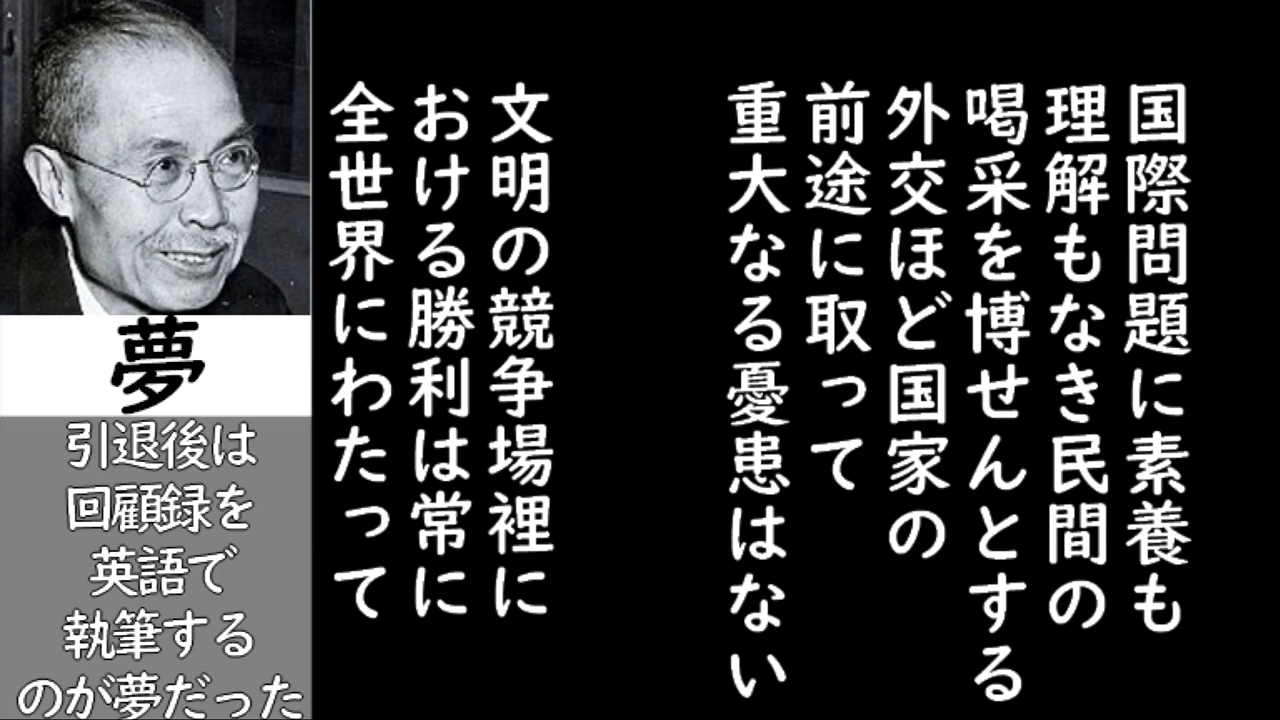 国際問題に素養も
理解もなき民間の
喝采を博せんとする
外交ほど国家の
前途に取って
重大なる憂患はない
文明の競争場裡に
おける勝利は常に
全世界にわたって
夢
引退後は
回顧録を
英語で
執筆する
のが夢だった